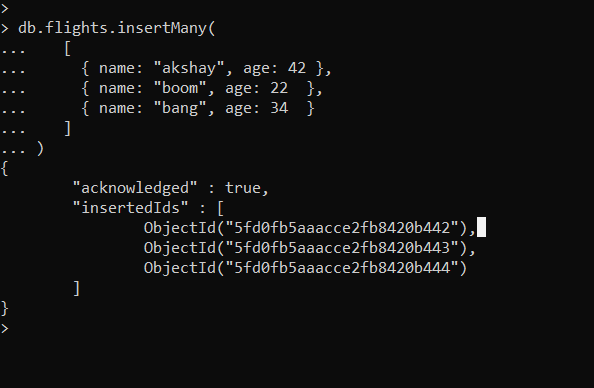 >
> db.flights.insertMany(
...    [
...      { name: "akshay", age: 42 },
...      { name: "boom", age: 22  },
...      { name: "bang", age: 34  }
...    ]
... )
{
        "acknowledged" : true,
        "insertedIds" : [
                ObjectId("5fd0fb5aaacce2fb8420b442"),
                ObjectId("5fd0fb5aaacce2fb8420b443"),
                ObjectId("5fd0fb5aaacce2fb8420b444")
        ]
}
>